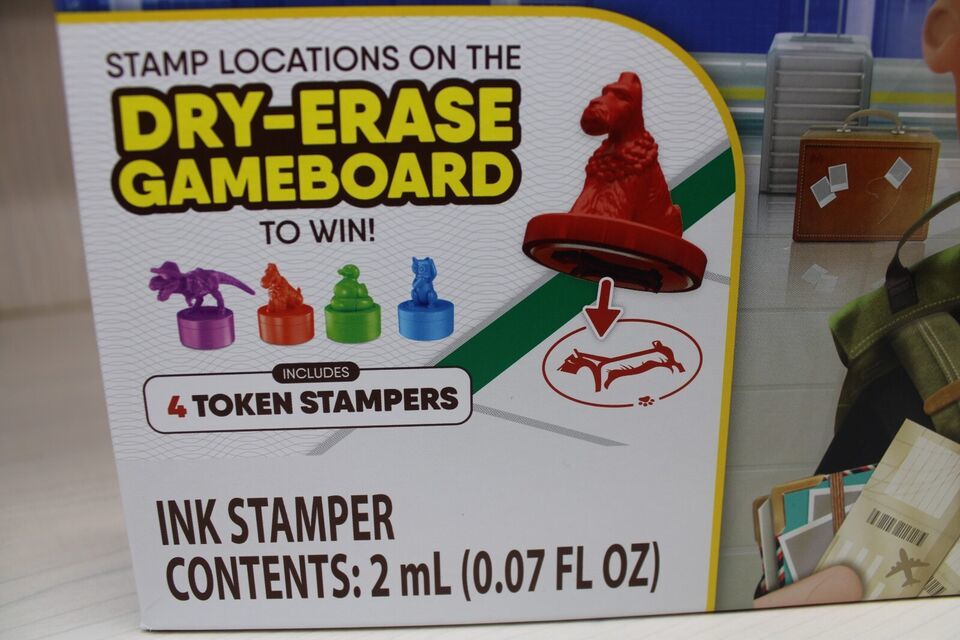 STAMP LOCATIONS ON THE
DRY-ERASE
GAMEBOARD
TO WIN!
INCLUDES
4 TOKEN STAMPERS
INK STAMPER
CONTENTS: 2 mL (0.07 FL OZ)